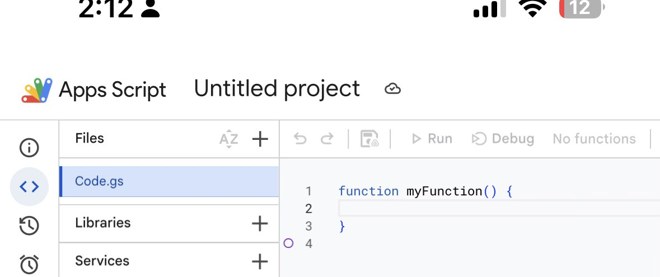 2:12 12
Apps Script Untitled project
Files AZ Run Debug No functions
Code.gs
1 function myFunction() {
2
Libraries
3 }
4
Services